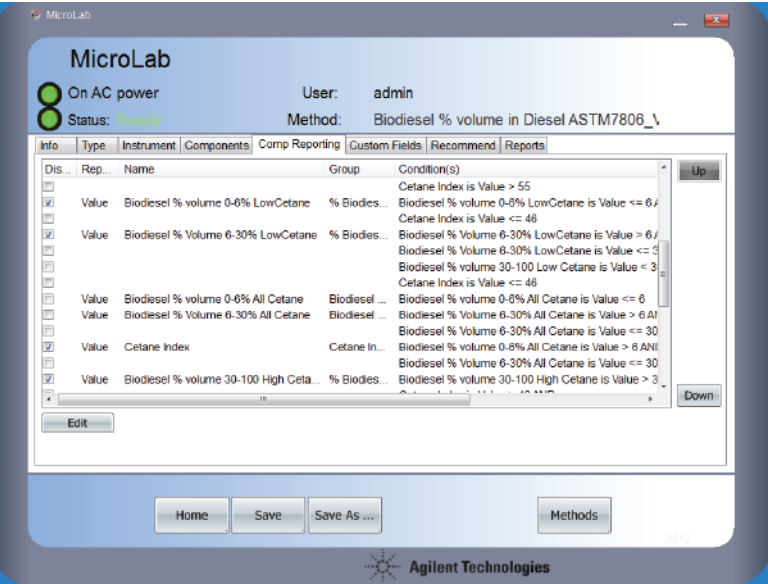 MicroLab
MicroLab
On AC power User: admin
Status: Ready Method: Biodiesel % volume in Diesel ASTM7806_V
Info Type Instrument Components Comp Reporting Custom Fields Recommend Reports
Dis... Rep... Name Group Condition(s) Up
Cetane Index is Value > 55
Value Biodiesel % volume 0-6% LowCetane % Biodies... Biodiesel % volume 0-6% LowCetane is Value <= 6
Cetane Index is Value <= 46
Value Biodiesel % Volume 6-30% LowCetane % Biodies... Biodiesel % Volume 6-30% LowCetane is Value > 6
Biodiesel % Volume 6-30% LowCetane is Value <= 3
Biodiesel % volume 30-100 Low Cetane is Value < 3
Cetane Index is Value <= 46
Value Biodiesel % volume 0-6% All Cetane Biodiesel ... Biodiesel % volume 0-6% All Cetane is Value <= 6
Value Biodiesel % Volume 6-30% All Cetane Biodiesel ... Biodiesel % Volume 6-30% All Cetane is Value > 6
Biodiesel % Volume 6-30% All Cetane is Value <= 30
Value Cetane Index Cetane In... Biodiesel % volume 0-6% All Cetane is Value > 6 AND
Biodiesel % Volume 6-30% All Cetane is Value <= 30
Value Biodiesel % volume 30-100 High Ceta... % Biodies... Biodiesel % volume 30-100 High Cetane is Value > 3
Down
Edit
Home Save Save As ... Methods
Agilent Technologies